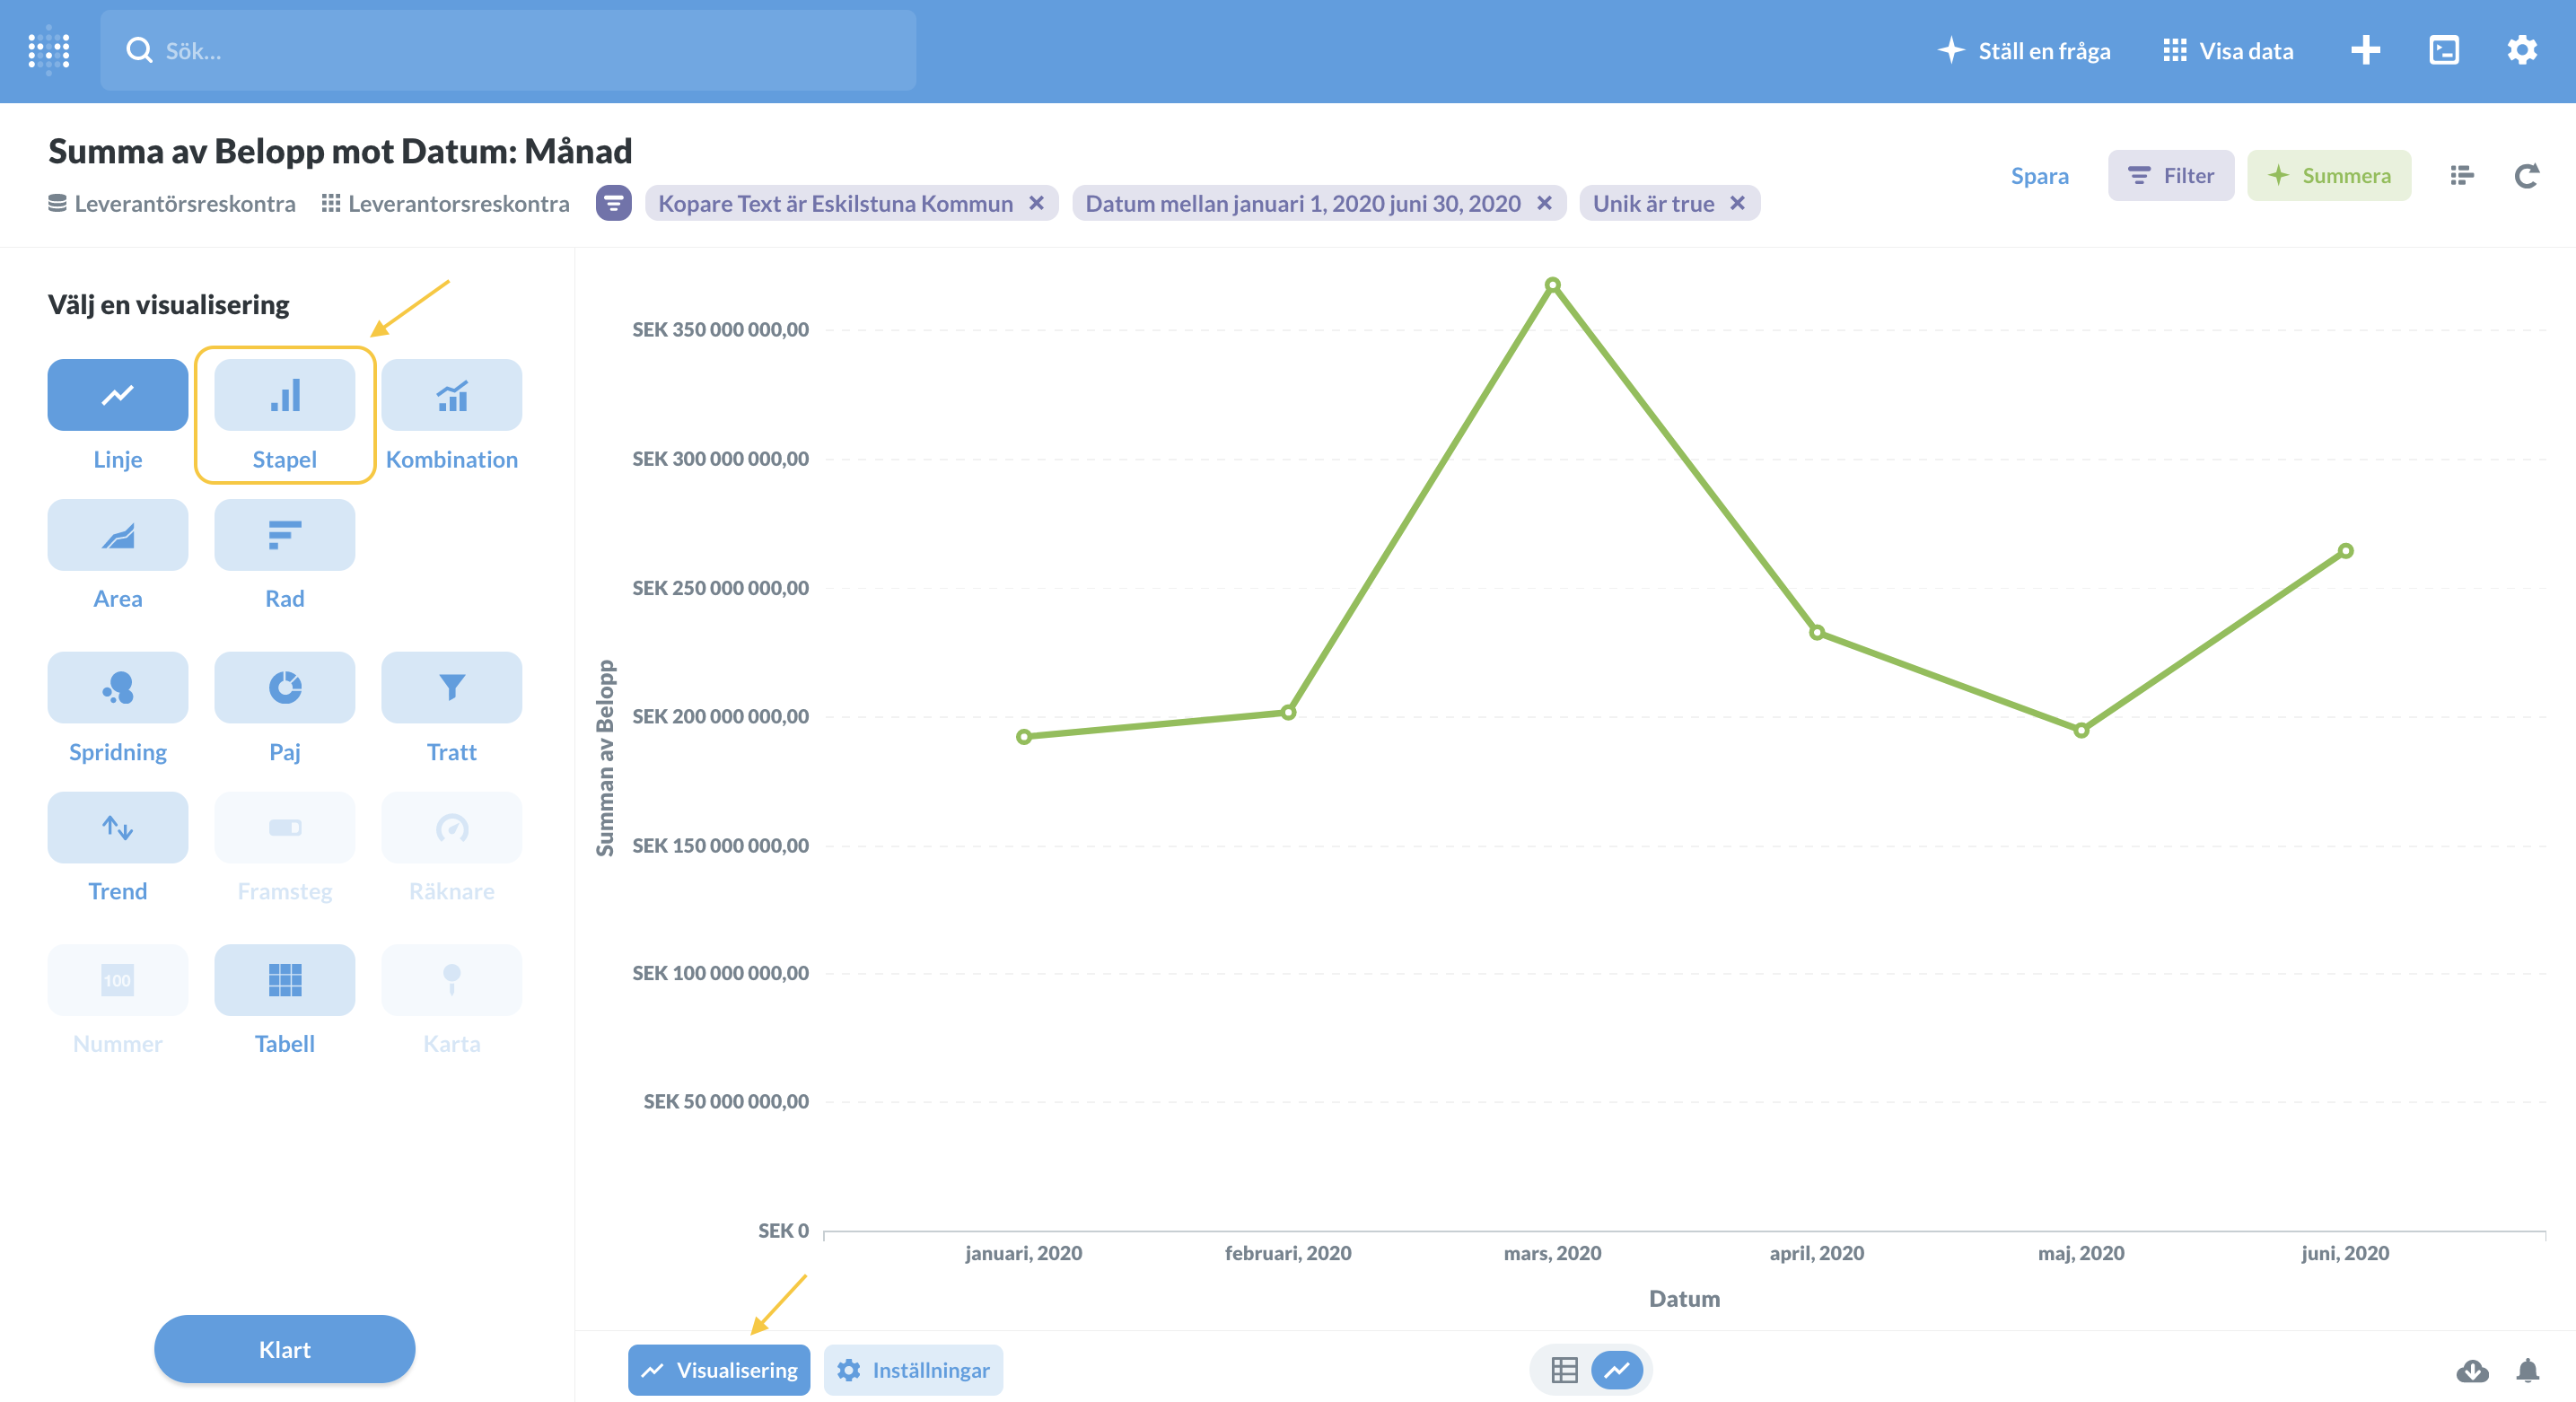 Sök...
Ställ en fråga
Visa data
Summa av Belopp mot Datum: Månad
Leverantörsreskontra
Leverantorsreskontra
Kopare Text är Eskilstuna Kommun
Datum mellan januari 1, 2020 juni 30, 2020
Unik är true
Spara
Filter
Summera
Välj en visualisering
Linje
Stapel
Kombination
Area
Rad
Spridning
Paj
Tratt
Trend
Framsteg
Räknare
100
Nummer
Tabell
Karta
Klart
Summan av Belopp
SEK 350 000 000,00
SEK 300 000 000,00
SEK 250 000 000,00
SEK 200 000 000,00
SEK 150 000 000,00
SEK 100 000 000,00
SEK 50 000 000,00
SEK 0
januari, 2020
februari, 2020
mars, 2020
april, 2020
maj, 2020
juni, 2020
Datum
Visualisering
Inställningar